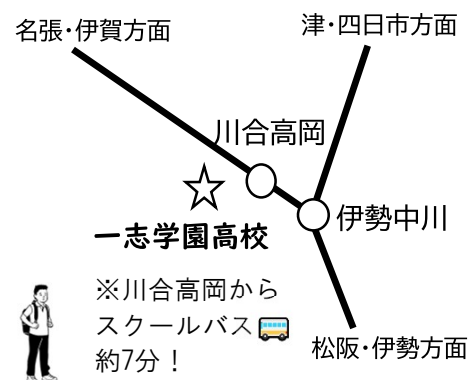 名張・伊賀方面
津・四日市方面
川合高岡
伊勢中川
一志学園高校
※川合高岡から
スクールバス
約7分！
松阪・伊勢方面